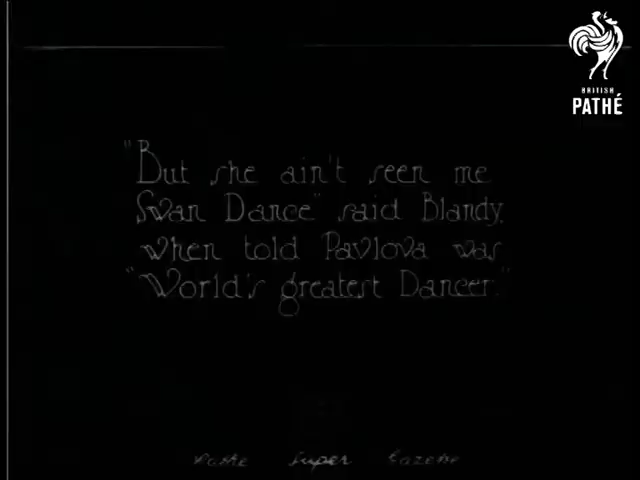 BRITISH
PATHÉ
"But she ain't seen me
Swan Dance" said Blandy,
when told Pavlova was
"World's greatest Dancer."
Pathe Super Gazette